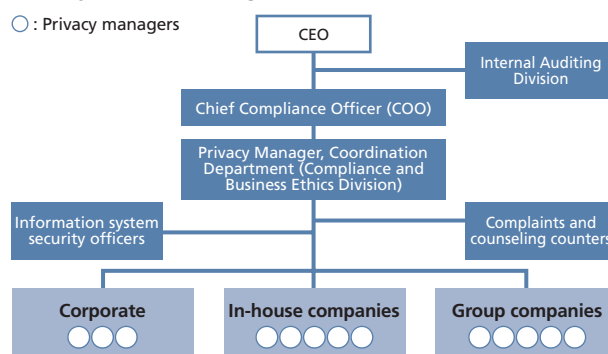 ○ : Privacy managers
CEO
Internal Auditing
Division
Chief Compliance Officer (COO)
Privacy Manager, Coordination
Department (Compliance and
Business Ethics Division)
Information system
security officers
Complaints and
counseling counters
Corporate
In-house companies
Group companies